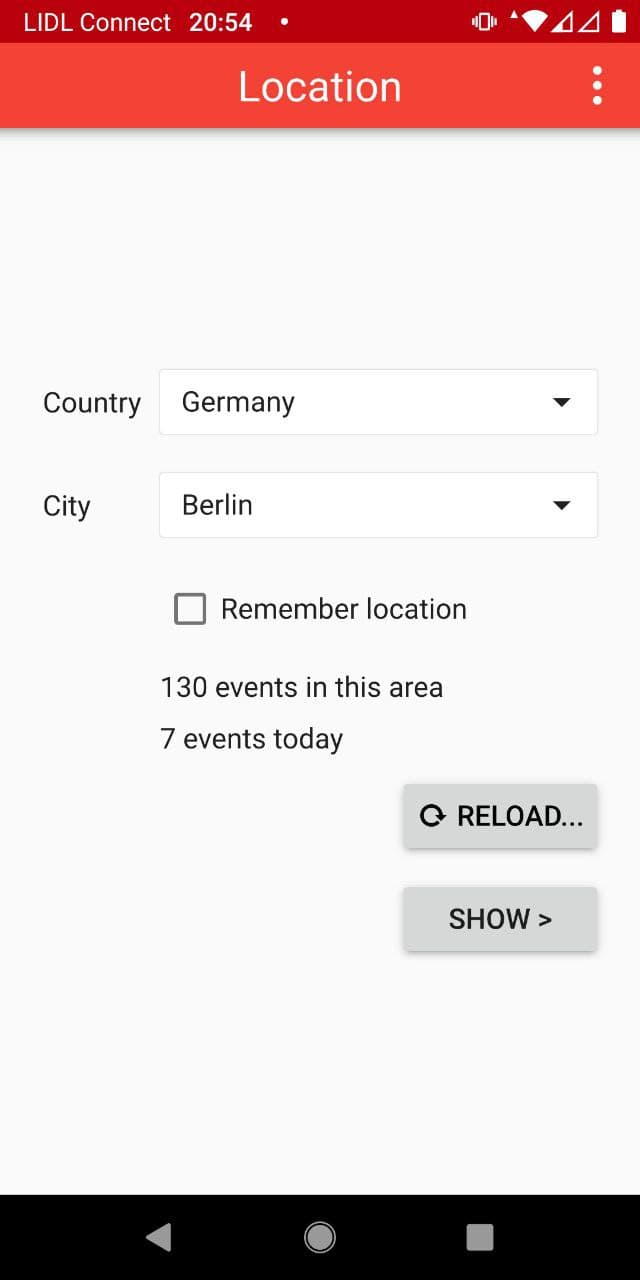 LIDL Connect 20:54
Location
Country Germany
City Berlin
Remember location
130 events in this area
7 events today
RELOAD...
SHOW >